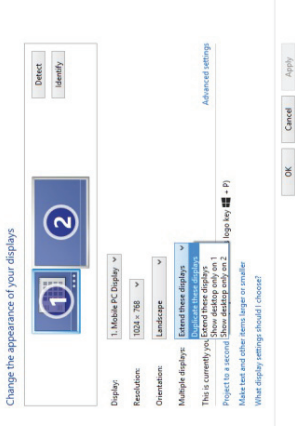 Change the appearance of your displays
Detect
Identify
1
2
Display:
1. Mobile PC Display
Resolution:
1024 × 768
Orientation:
Landscape
Multiple displays:
Extend these displays
Duplicate these displays
This is currently you
Extend these displays
Advanced settings
Show desktop only on 1
Project to a second
Show desktop only on 2
logo key
+ P)
Make text and other items larger or smaller
What display settings should I choose?
OK
Cancel
Apply